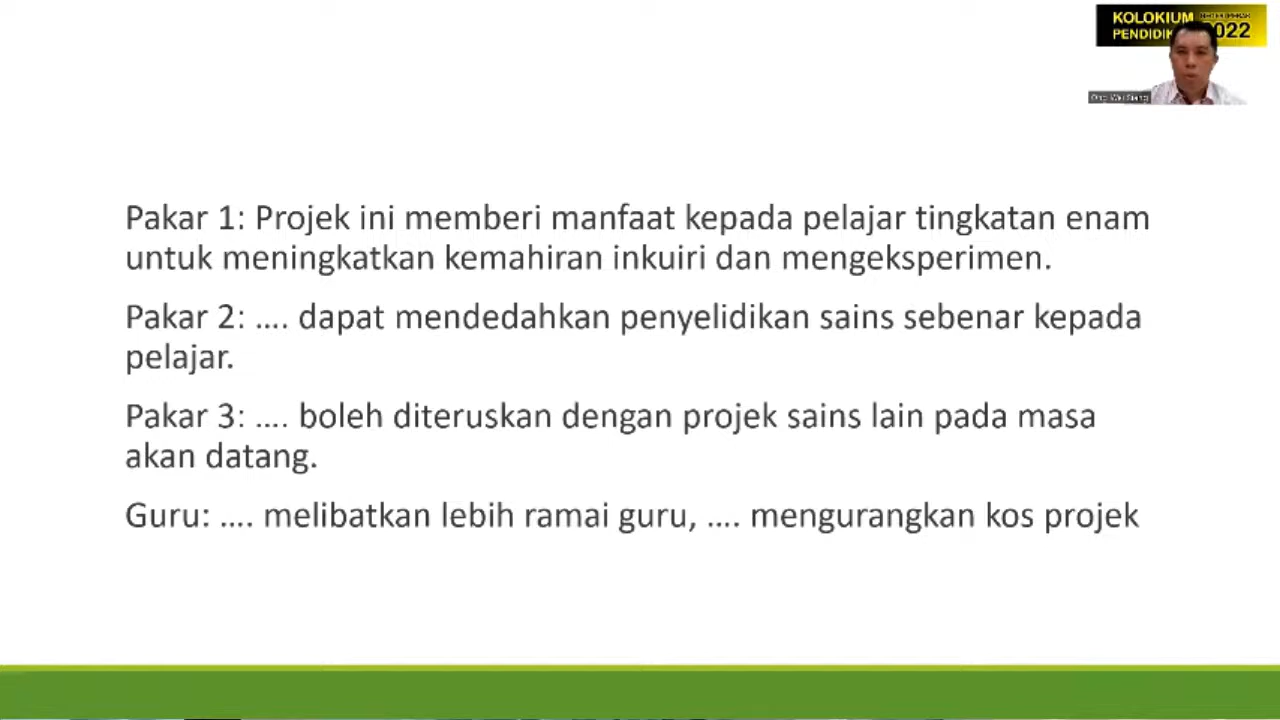 KOLOKIUM
2022
Pakar 1: Projek ini memberi manfaat kepada pelajar tingkatan enam
untuk meningkatkan kemahiran inkuiri dan mengeksperimen.
Pakar 2: .... dapat mendedahkan penyelidikan sains sebenar kepada
pelajar.
Pakar 3: .... boleh diteruskan dengan projek sains lain pada masa
akan datang.
Guru: .... melibatkan lebih ramai guru, .... mengurangkan kos projek